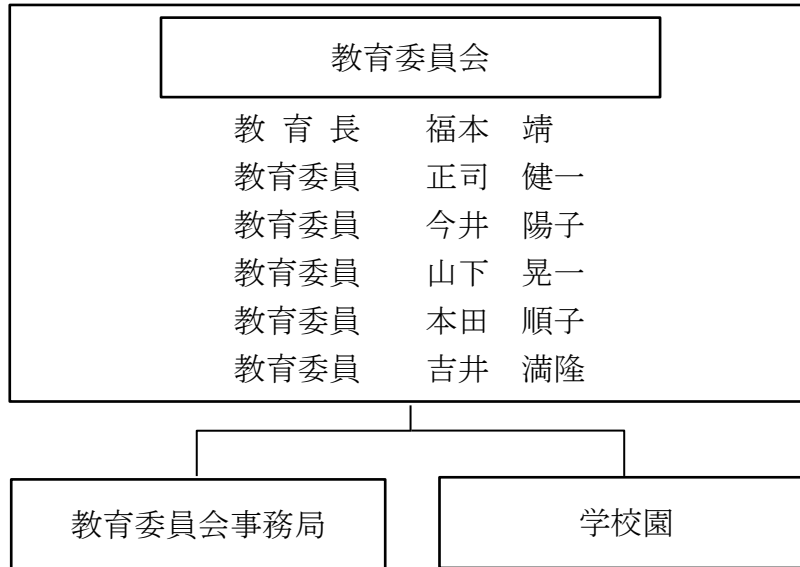 教育委員会
教 育 長　　福本　靖
教育委員　　正司　健一
教育委員　　今井　陽子
教育委員　　山下　晃一
教育委員　　本田　順子
教育委員　　吉井　満隆
教育委員会事務局
学校園